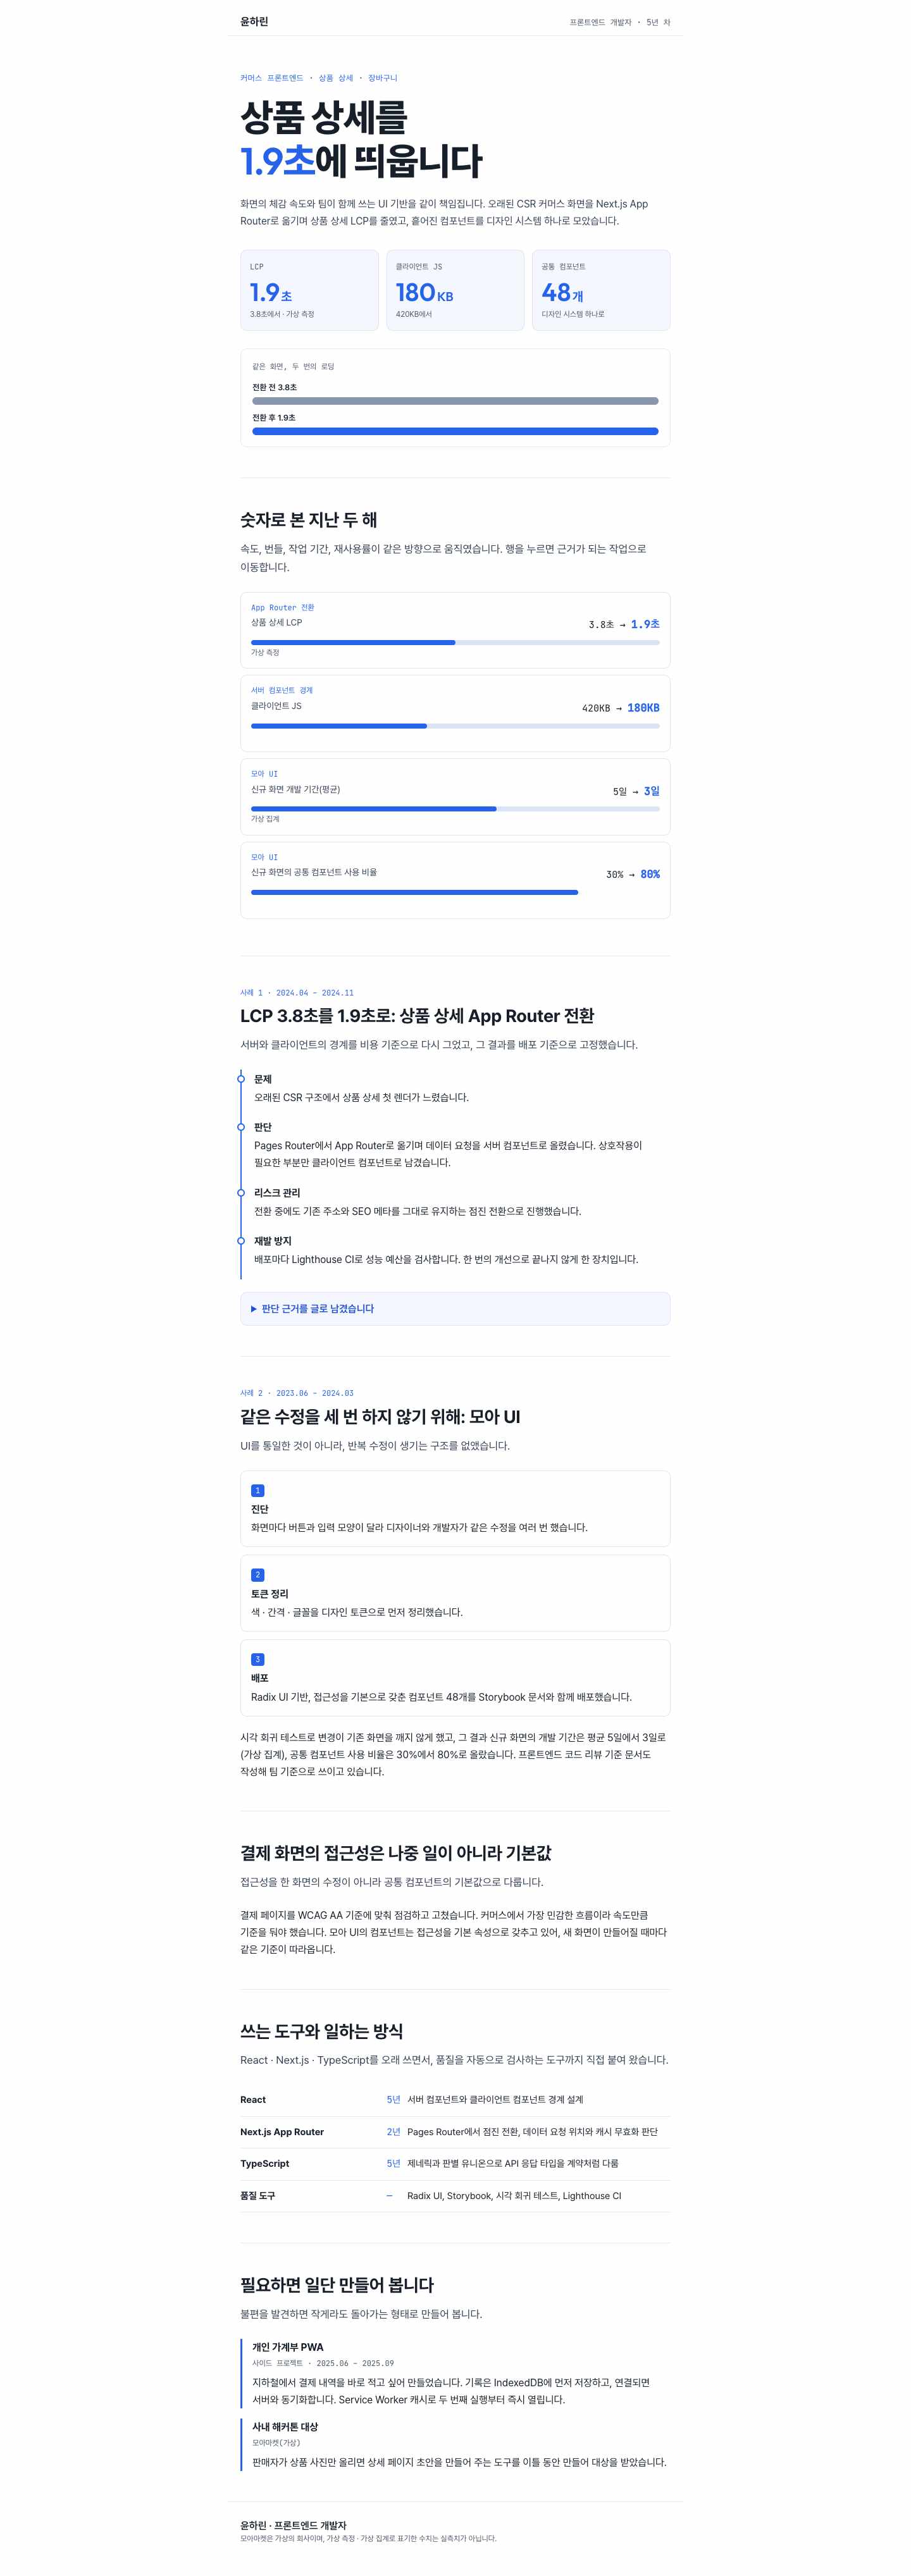 윤하린
프론트엔드 개발자 · 5년 차
커머스 프론트엔드 · 상품 상세 · 장바구니
상품 상세를
1.9초에 띄웁니다
화면의 체감 속도와 팀이 함께 쓰는 UI 기반을 같이 책임집니다. 오래된 CSR 커머스 화면을 Next.js App
Router로 옮기며 상품 상세 LCP를 줄였고, 흩어진 컴포넌트를 디자인 시스템 하나로 모았습니다.
LCP
1.9초
3.8초에서 · 가상 측정
클라이언트 JS
180KB
420KB에서
공통 컴포넌트
48개
디자인 시스템 하나로
같은 화면, 두 번의 로딩
전환 전 3.8초
전환 후 1.9초
숫자로 본 지난 두 해
속도, 번들, 작업 기간, 재사용률이 같은 방향으로 움직였습니다. 행을 누르면 근거가 되는 작업으로
이동합니다.
App Router 전환
상품 상세 LCP
3.8초 → 1.9초
가상 측정
서버 컴포넌트 경계
클라이언트 JS
420KB → 180KB
모아 UI
신규 화면 개발 기간(평균)
5일 → 3일
가상 집계
모아 UI
신규 화면의 공통 컴포넌트 사용 비율
30% → 80%
사례 1 · 2024.04 – 2024.11
LCP 3.8초를 1.9초로: 상품 상세 App Router 전환
서버와 클라이언트의 경계를 비용 기준으로 다시 그었고, 그 결과를 배포 기준으로 고정했습니다.
문제
오래된 CSR 구조에서 상품 상세 첫 렌더가 느렸습니다.
판단
Pages Router에서 App Router로 옮기며 데이터 요청을 서버 컴포넌트로 올렸습니다. 상호작용이
필요한 부분만 클라이언트 컴포넌트로 남겼습니다.
리스크 관리
전환 중에도 기존 주소와 SEO 메타를 그대로 유지하는 점진 전환으로 진행했습니다.
재발 방지
배포마다 Lighthouse CI로 성능 예산을 검사합니다. 한 번의 개선으로 끝나지 않게 한 장치입니다.
▶ 판단 근거를 글로 남겼습니다
사례 2 · 2023.06 – 2024.03
같은 수정을 세 번 하지 않기 위해: 모아 UI
UI를 통일한 것이 아니라, 반복 수정이 생기는 구조를 없앴습니다.
1
진단
화면마다 버튼과 입력 모양이 달라 디자이너와 개발자가 같은 수정을 여러 번 했습니다.
2
토큰 정리
색 · 간격 · 글꼴을 디자인 토큰으로 먼저 정리했습니다.
3
배포
Radix UI 기반, 접근성을 기본으로 갖춘 컴포넌트 48개를 Storybook 문서와 함께 배포했습니다.
시각 회귀 테스트로 변경이 기존 화면을 깨지 않게 했고, 그 결과 신규 화면의 개발 기간은 평균 5일에서 3일로
(가상 집계), 공통 컴포넌트 사용 비율은 30%에서 80%로 올랐습니다. 프론트엔드 코드 리뷰 기준 문서도
작성해 팀 기준으로 쓰이고 있습니다.
결제 화면의 접근성은 나중 일이 아니라 기본값
접근성을 한 화면의 수정이 아니라 공통 컴포넌트의 기본값으로 다룹니다.
결제 페이지를 WCAG AA 기준에 맞춰 점검하고 고쳤습니다. 커머스에서 가장 민감한 흐름이라 속도만큼
기준을 둬야 했습니다. 모아 UI의 컴포넌트는 접근성을 기본 속성으로 갖추고 있어, 새 화면이 만들어질 때마다
같은 기준이 따라옵니다.
쓰는 도구와 일하는 방식
React · Next.js · TypeScript를 오래 쓰면서, 품질을 자동으로 검사하는 도구까지 직접 붙여 왔습니다.
React 5년 서버 컴포넌트와 클라이언트 컴포넌트 경계 설계
Next.js App Router 2년 Pages Router에서 점진 전환, 데이터 요청 위치와 캐시 무효화 판단
TypeScript 5년 제네릭과 판별 유니온으로 API 응답 타입을 계약처럼 다룸
품질 도구 – Radix UI, Storybook, 시각 회귀 테스트, Lighthouse CI
필요하면 일단 만들어 봅니다
불편을 발견하면 작게라도 돌아가는 형태로 만들어 봅니다.
개인 가계부 PWA
사이드 프로젝트 · 2025.06 – 2025.09
지하철에서 결제 내역을 바로 적고 싶어 만들었습니다. 기록은 IndexedDB에 먼저 저장하고, 연결되면
서버와 동기화합니다. Service Worker 캐시로 두 번째 실행부터 즉시 열립니다.
사내 해커톤 대상
모아마켓(가상)
판매자가 상품 사진만 올리면 상세 페이지 초안을 만들어 주는 도구를 이틀 동안 만들어 대상을 받았습니다.
윤하린 · 프론트엔드 개발자
모아마켓은 가상의 회사이며, 가상 측정 · 가상 집계로 표기한 수치는 실측치가 아닙니다.